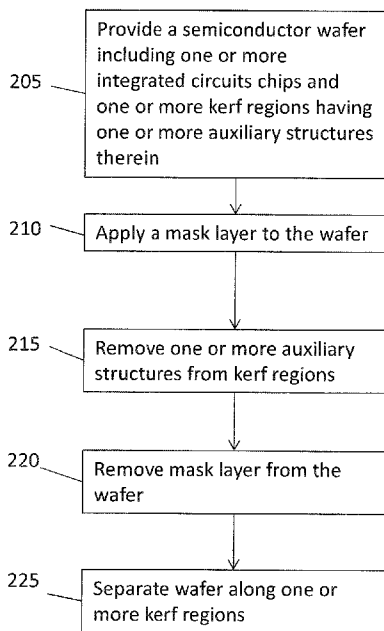 205
Provide a semiconductor wafer
including one or more
integrated circuits chips and
one or more kerf regions having
one or more auxiliary structures
therein
210
Apply a mask layer to the wafer
215
Remove one or more auxiliary
structures from kerf regions
220
Remove mask layer from the
wafer
225
Separate wafer along one or
more kerf regions